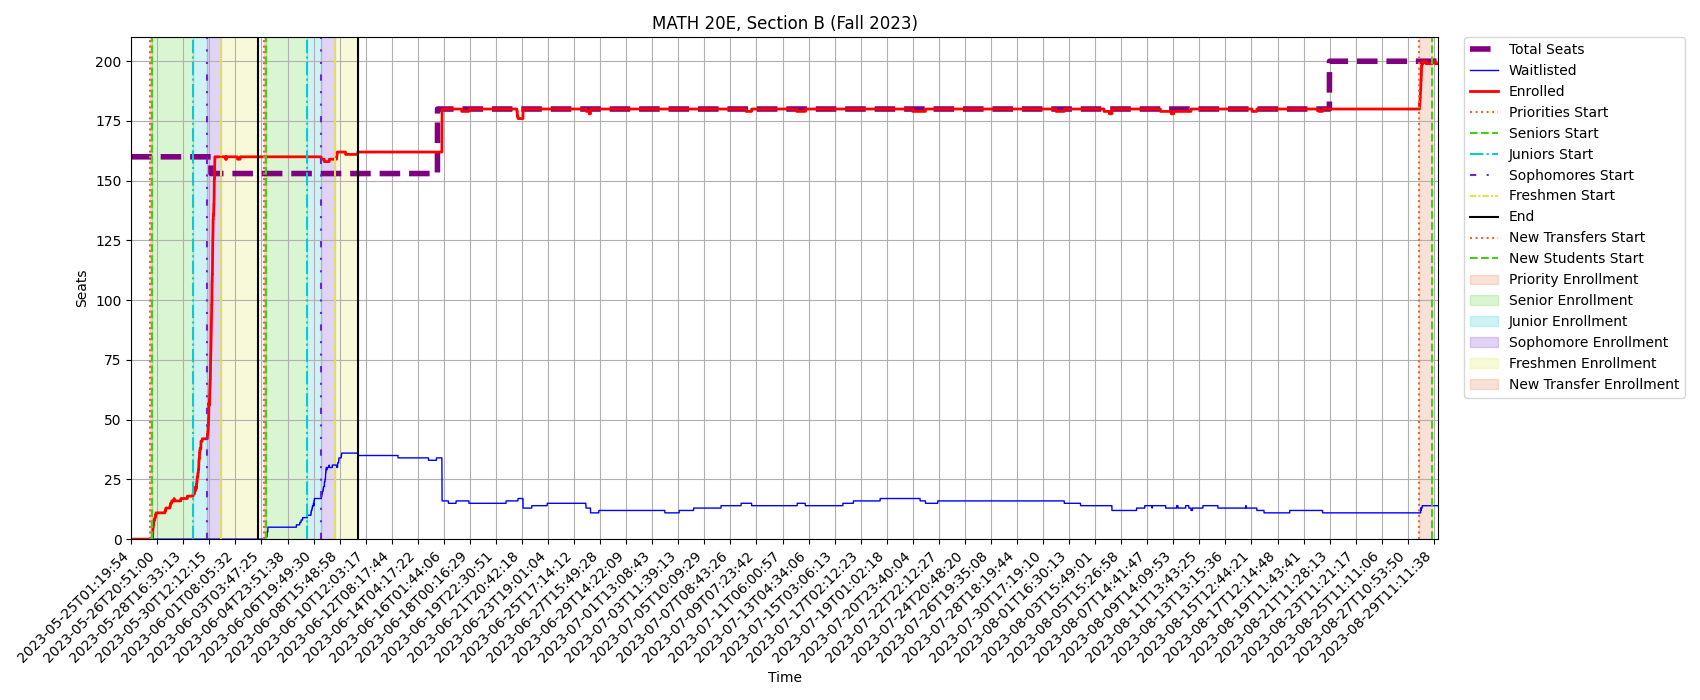 MATH 20E, Section B (Fall 2023)
Seats
200
175
150
125
100
75
50
25
0
2023-05-25T01:19:54
2023-05-26T20:51:00
2023-05-28T16:33:13
2023-05-30T12:12:15
2023-06-01T08:05:32
2023-06-03T03:47:25
2023-06-04T23:51:38
2023-06-06T19:49:30
2023-06-08T15:48:58
2023-06-10T12:03:17
2023-06-12T08:17:44
2023-06-14T04:17:22
2023-06-16T01:44:06
2023-06-18T00:16:29
2023-06-19T22:30:51
2023-06-21T20:42:18
2023-06-23T19:01:04
2023-06-25T17:14:12
2023-06-27T15:49:28
2023-06-29T14:22:09
2023-07-01T13:08:43
2023-07-03T11:39:13
2023-07-05T10:09:29
2023-07-07T08:43:26
2023-07-09T07:23:42
2023-07-11T06:00:57
2023-07-13T04:34:06
2023-07-15T03:06:13
2023-07-17T02:12:23
2023-07-19T01:02:18
2023-07-20T23:40:04
2023-07-22T22:12:27
2023-07-24T20:48:20
2023-07-26T19:35:08
2023-07-28T18:19:44
2023-07-30T17:19:10
2023-08-01T16:30:13
2023-08-03T15:49:01
2023-08-05T15:26:58
2023-08-07T14:41:47
2023-08-09T14:09:53
2023-08-11T13:43:25
2023-08-13T13:15:36
2023-08-15T12:44:21
2023-08-17T12:14:48
2023-08-19T11:43:41
2023-08-21T11:28:13
2023-08-23T11:21:17
2023-08-25T11:11:06
2023-08-27T10:53:50
2023-08-29T11:11:38
Time
Total Seats
Waitlisted
Enrolled
Priorities Start
Seniors Start
Juniors Start
Sophomores Start
Freshmen Start
End
New Transfers Start
New Students Start
Priority Enrollment
Senior Enrollment
Junior Enrollment
Sophomore Enrollment
Freshmen Enrollment
New Transfer Enrollment